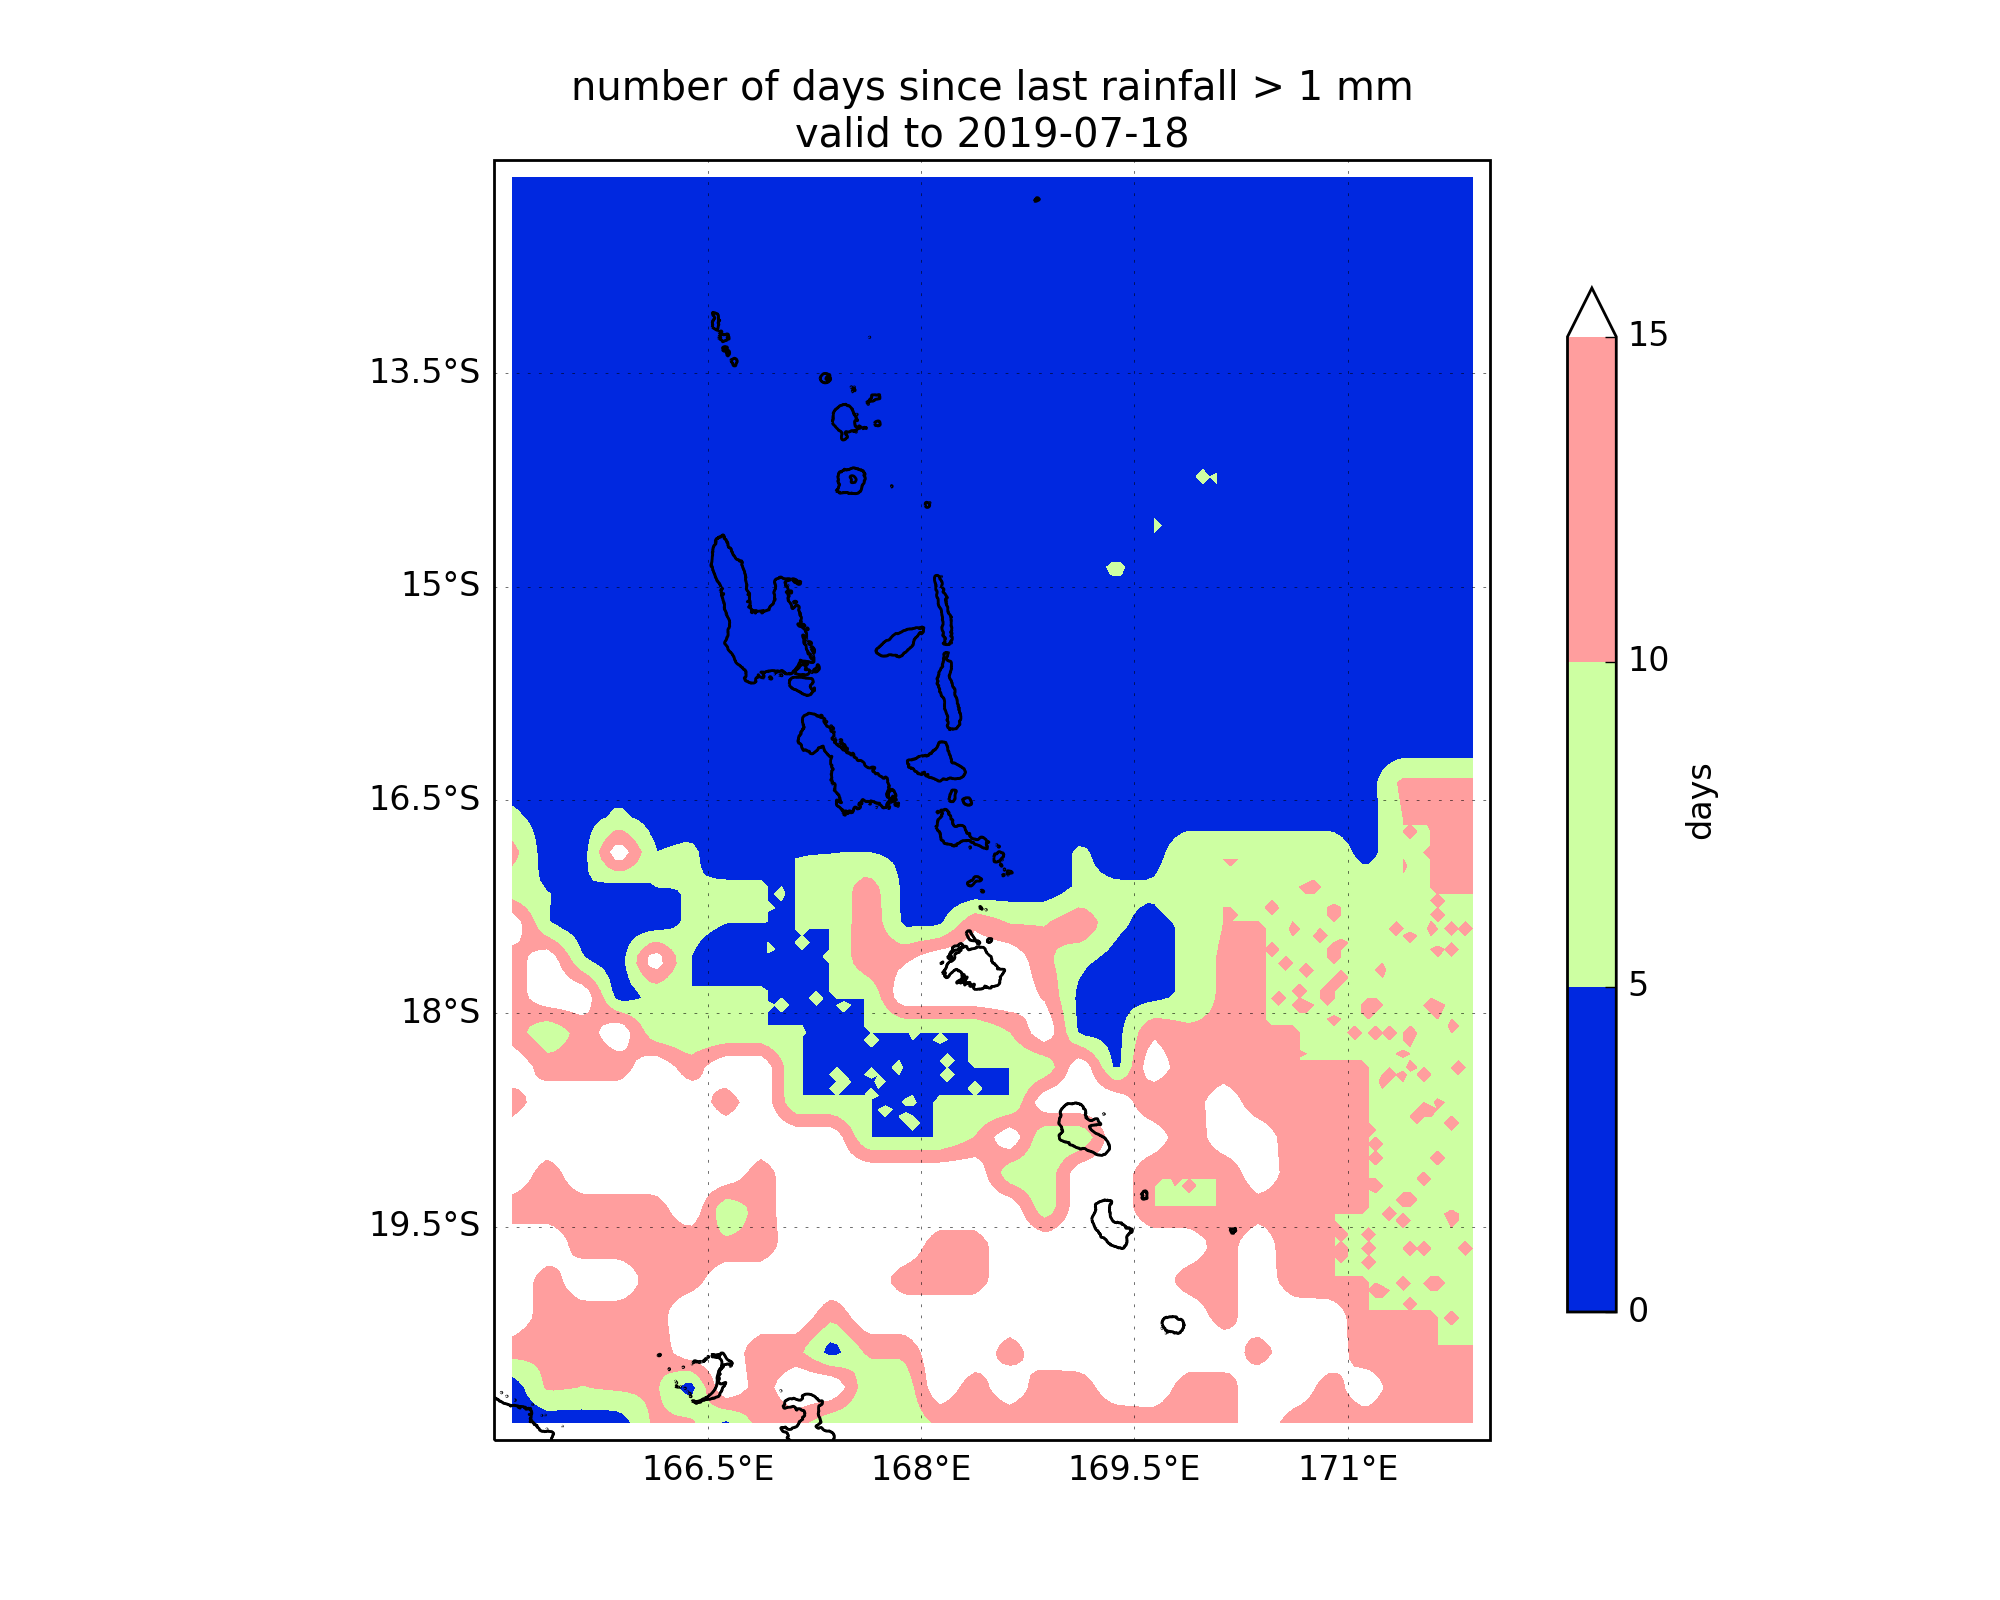 number of days since last rainfall > 1 mm
valid to 2019-07-18
13.5°S
15°S
16.5°S
18°S
19.5°S
166.5°E
168°E
169.5°E
171°E
15
10
5
0
days